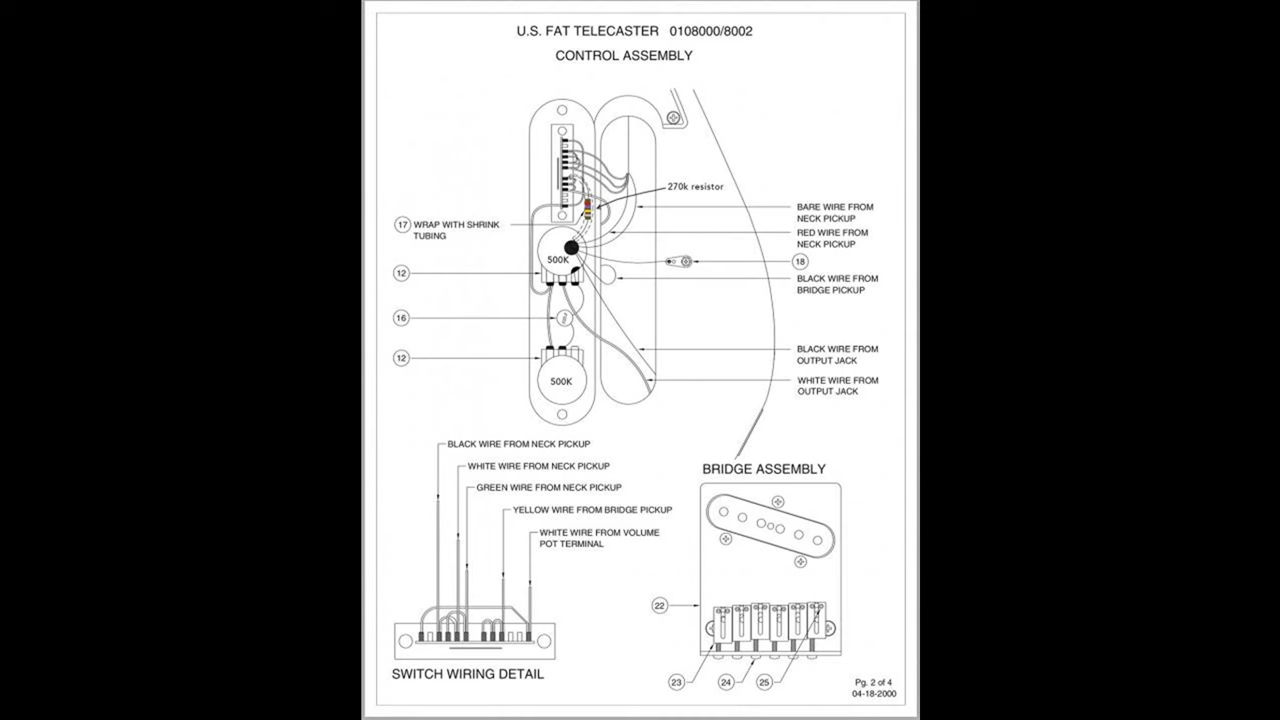 U.S. FAT TELECASTER 0108000/8002
CONTROL ASSEMBLY
270k resistor
17 WRAP WITH SHRINK
TUBING
BARE WIRE FROM
NECK PICKUP
RED WIRE FROM
NECK PICKUP
500K
18
12
BLACK WIRE FROM
BRIDGE PICKUP
16
12
BLACK WIRE FROM
OUTPUT JACK
500K
WHITE WIRE FROM
OUTPUT JACK
BLACK WIRE FROM NECK PICKUP
WHITE WIRE FROM NECK PICKUP
GREEN WIRE FROM NECK PICKUP
YELLOW WIRE FROM BRIDGE PICKUP
WHITE WIRE FROM VOLUME
POT TERMINAL
SWITCH WIRING DETAIL
BRIDGE ASSEMBLY
22
23
24
25
Pg. 2 of 4
04-18-2000